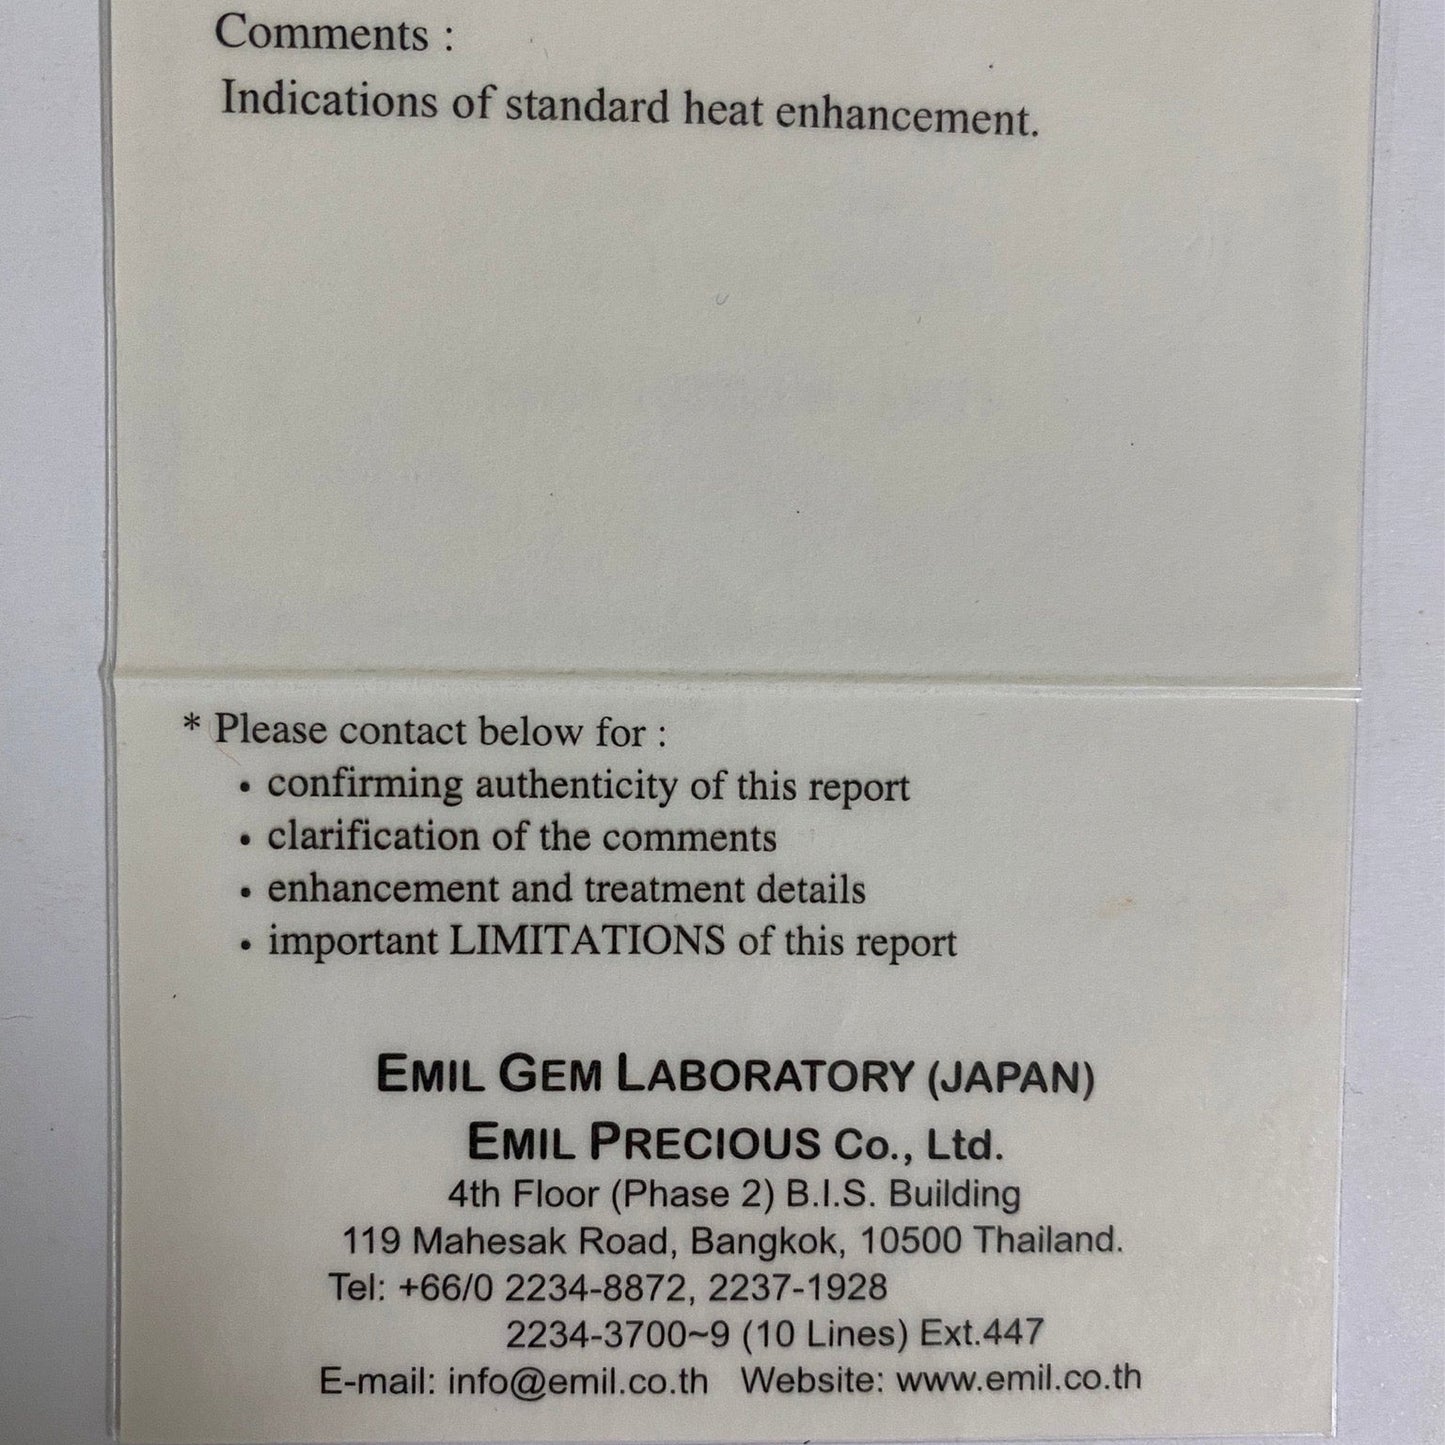 Comments :
Indications of standard heat enhancement.
* Please contact below for :
• confirming authenticity of this report
• clarification of the comments
• enhancement and treatment details
• important LIMITATIONS of this report
EMIL GEM LABORATORY (JAPAN)
EMIL PRECIOUS Co., Ltd.
4th Floor (Phase 2) B.I.S. Building
119 Mahesak Road, Bangkok, 10500 Thailand.
Tel: +66/0 2234-8872, 2237-1928
2234-3700~9 (10 Lines) Ext.447
E-mail: info@emil.co.th Website: www.emil.co.th